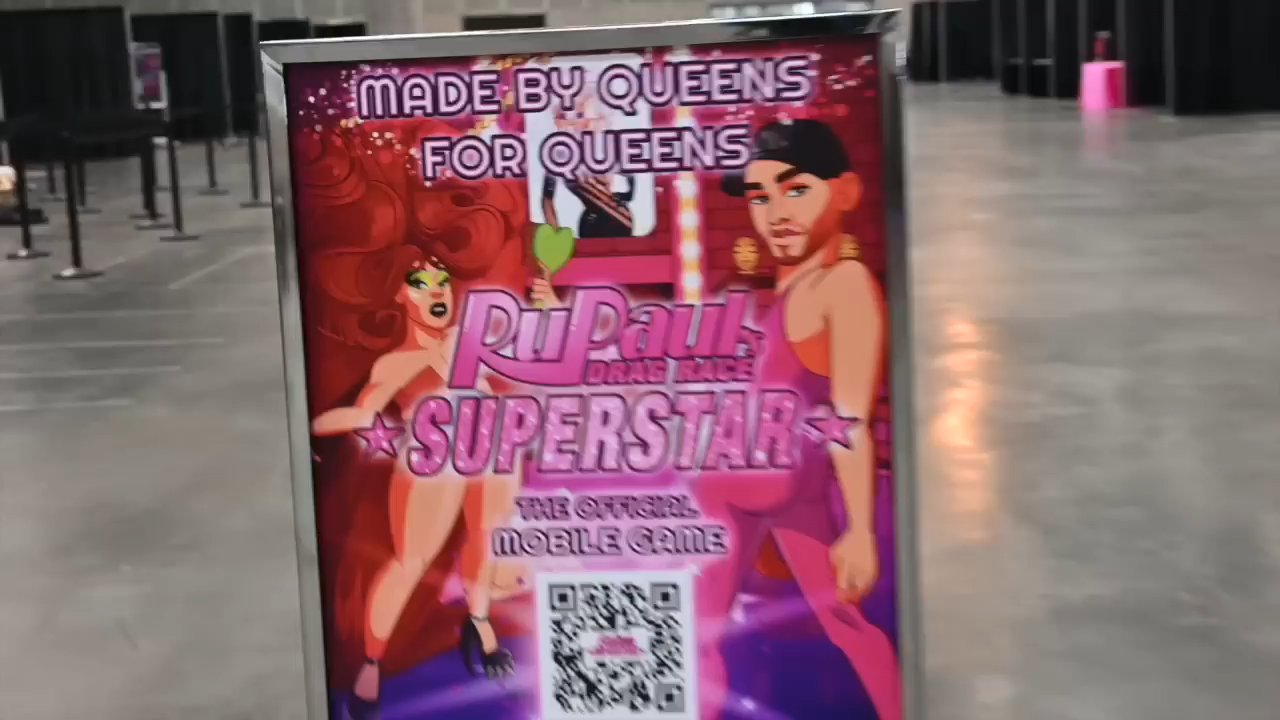 MADE BY QUEENS
FOR QUEENS
RuPaul's
DRAG RACE
SUPERSTAR
THE OFFICIAL
MOBILE GAME